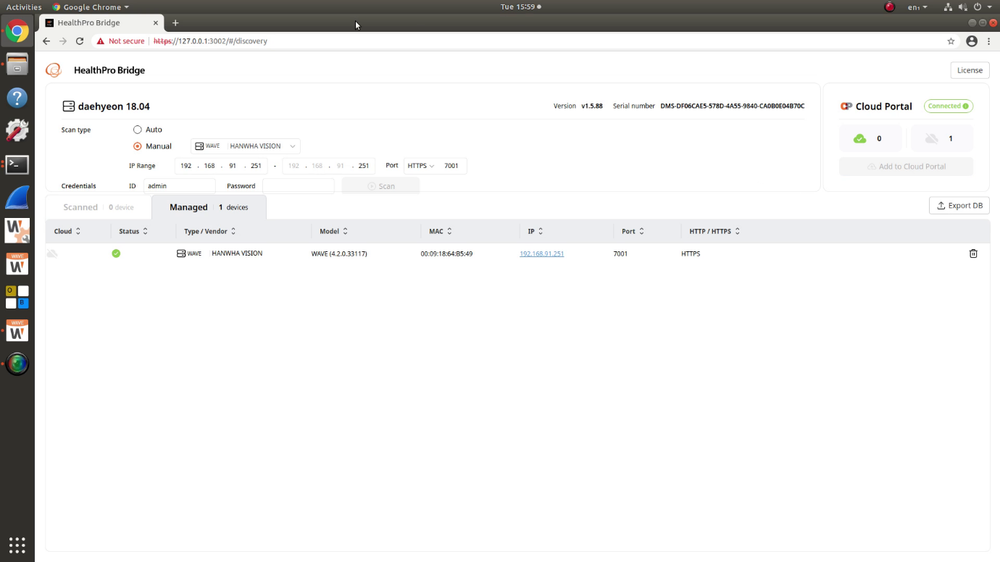 Activities Google Chrome Tue 15:59 en₁
HealthPro Bridge
Not secure https://127.0.0.1:3002/#/discovery
HealthPro Bridge License
daehyeon 18.04 Version v1.5.88 Serial number DMS-DF06CAE5-578D-4A55-9840-CA0B0E04B70C
Cloud Portal Connected
Scan type Auto
Manual WAVE HANWHA VISION
0 1
IP Range 192 . 168 . 91 . 251 - 192 . 168 . 91 . 251 Port HTTPS 7001
Add to Cloud Portal
Credentials ID admin Password Scan
Scanned 0 device Managed 1 devices Export DB
Cloud Status Type / Vendor Model MAC IP Port HTTP / HTTPS
WAVE HANWHA VISION WAVE (4.2.0.33117) 00:09:18:64:B5:49 192.168.91.251 7001 HTTPS
W
WAVE
W
O
B
WAVE
W